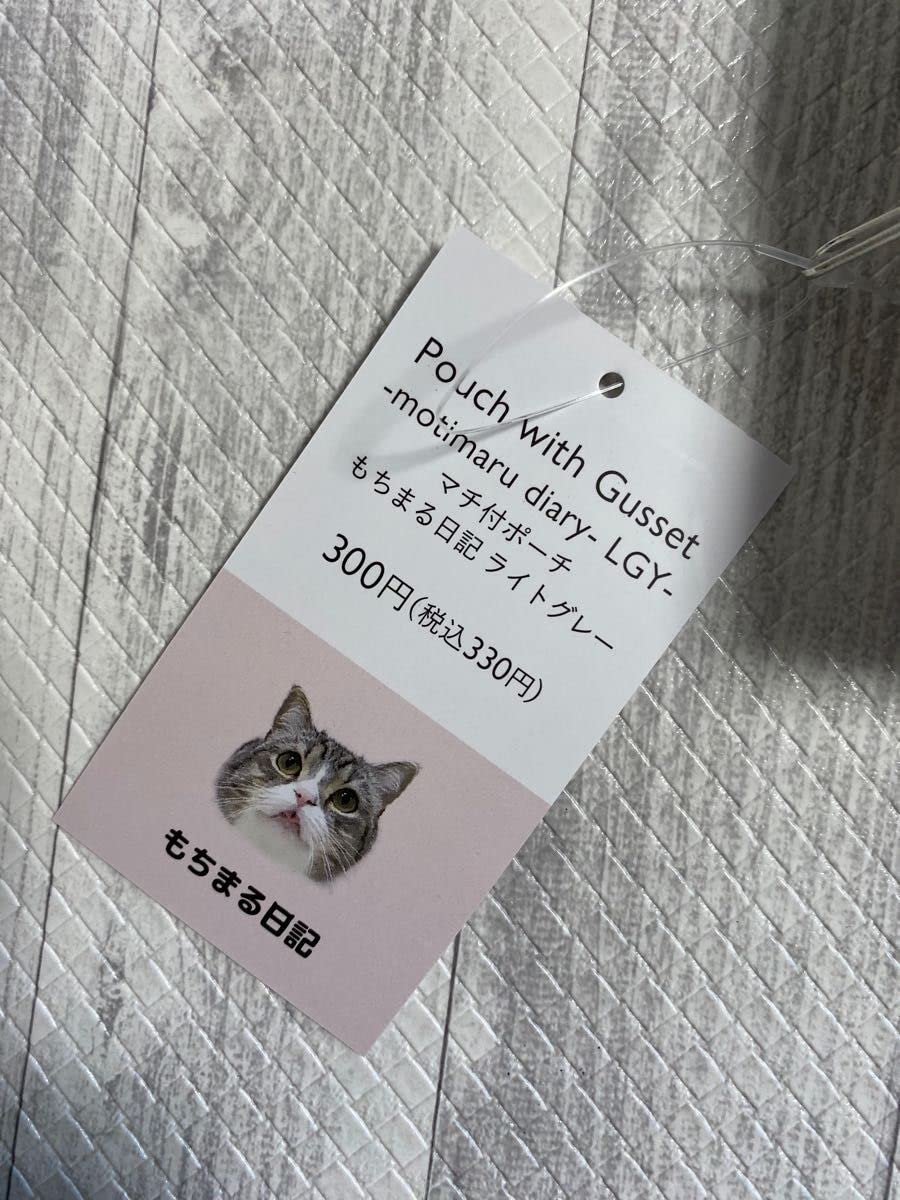 Pouch with Gusset
-motimaru diary- LGY-
マチ付ポーチ
もちまる日記 ライトグレー
300円(税込330円)
もちまる日記